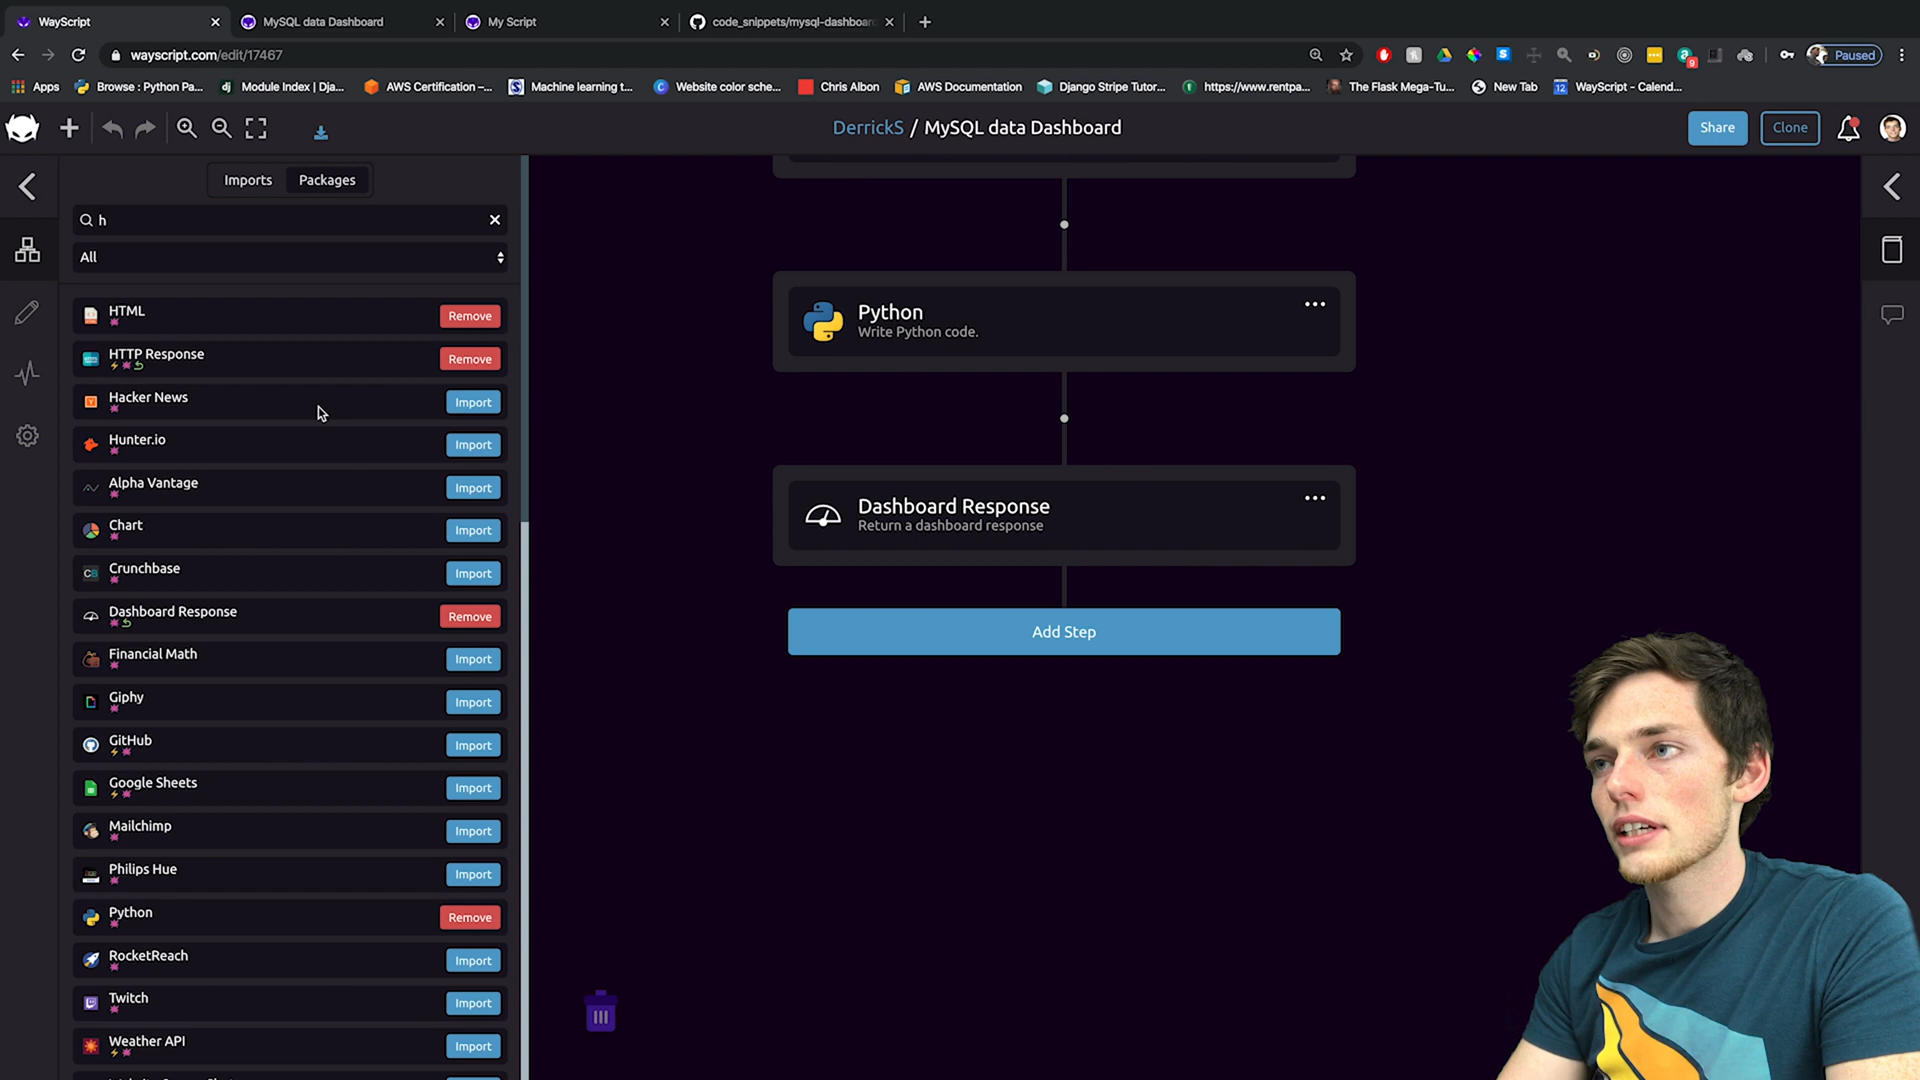 WayScript
MySQL data Dashboard
My Script
code_snippets/mysql-dashboard
wayscript.com/edit/17467
9
Paused
Apps
Browse : Python Pa...
dj Module Index | Dja...
AWS Certification –...
Machine learning t...
Website color sche...
Chris Albon
AWS Documentation
Django Stripe Tutor...
https://www.rentpa...
The Flask Mega-Tu...
New Tab
12 WayScript - Calend...
DerrickS / MySQL data Dashboard
Share
Clone
Imports
Packages
h
All
HTML
Remove
HTTP Response
Remove
Hacker News
Import
Hunter.io
Import
Alpha Vantage
Import
Chart
Import
Crunchbase
Import
Dashboard Response
Remove
Financial Math
Import
Giphy
Import
GitHub
Import
Google Sheets
Import
Mailchimp
Import
Philips Hue
Import
Python
Remove
RocketReach
Import
Twitch
Import
Weather API
Import
Python
Write Python code.
Dashboard Response
Return a dashboard response
Add Step